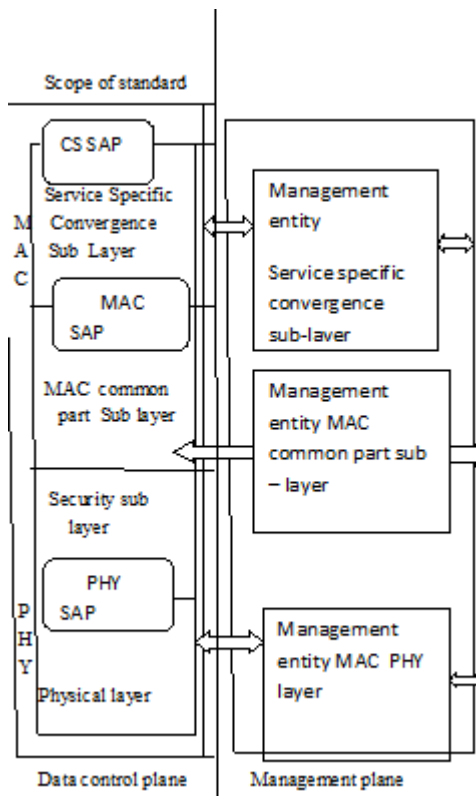 Scope of standard
CS SAP
Service Specific
Convergence
Sub Layer
M
A
C
MAC
SAP
MAC common
part Sub layer
Security sub
layer
PHY
SAP
P
H
Y
Physical layer
Data control plane
Management
entity
Service specific
convergence
sub-laver
Management
entity MAC
common part sub
– layer
Management
entity MAC PHY
layer
Management plane